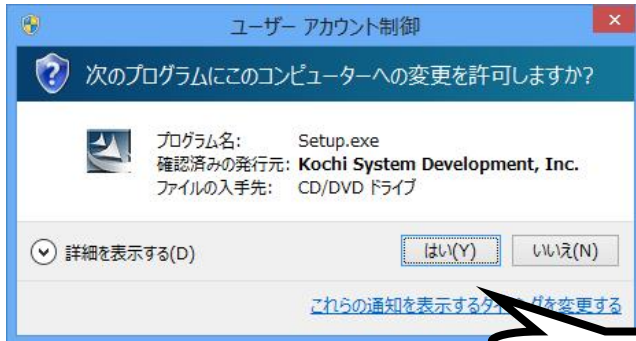 ユーザー アカウント制御
次のプログラムにこのコンピューターへの変更を許可しますか?
プログラム名: Setup.exe
確認済みの発行元: Kochi System Development, Inc.
ファイルの入手先: CD/DVD ドライブ
詳細を表示する(D) はい(Y) いいえ(N)
これらの通知を表示するタ を変更する